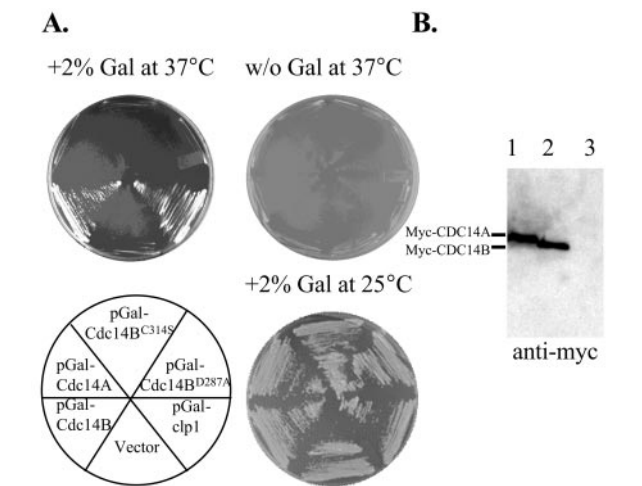 A.
B.
+2% Gal at 37°C
w/o Gal at 37°C
1 2 3
Myc-CDC14A
Myc-CDC14B
anti-myc
+2% Gal at 25°C
pGal-
Cdc14B^C314S
pGal-
Cdc14A
pGal-
Cdc14B^D287A
pGal-
Cdc14B
pGal-
clp1
Vector